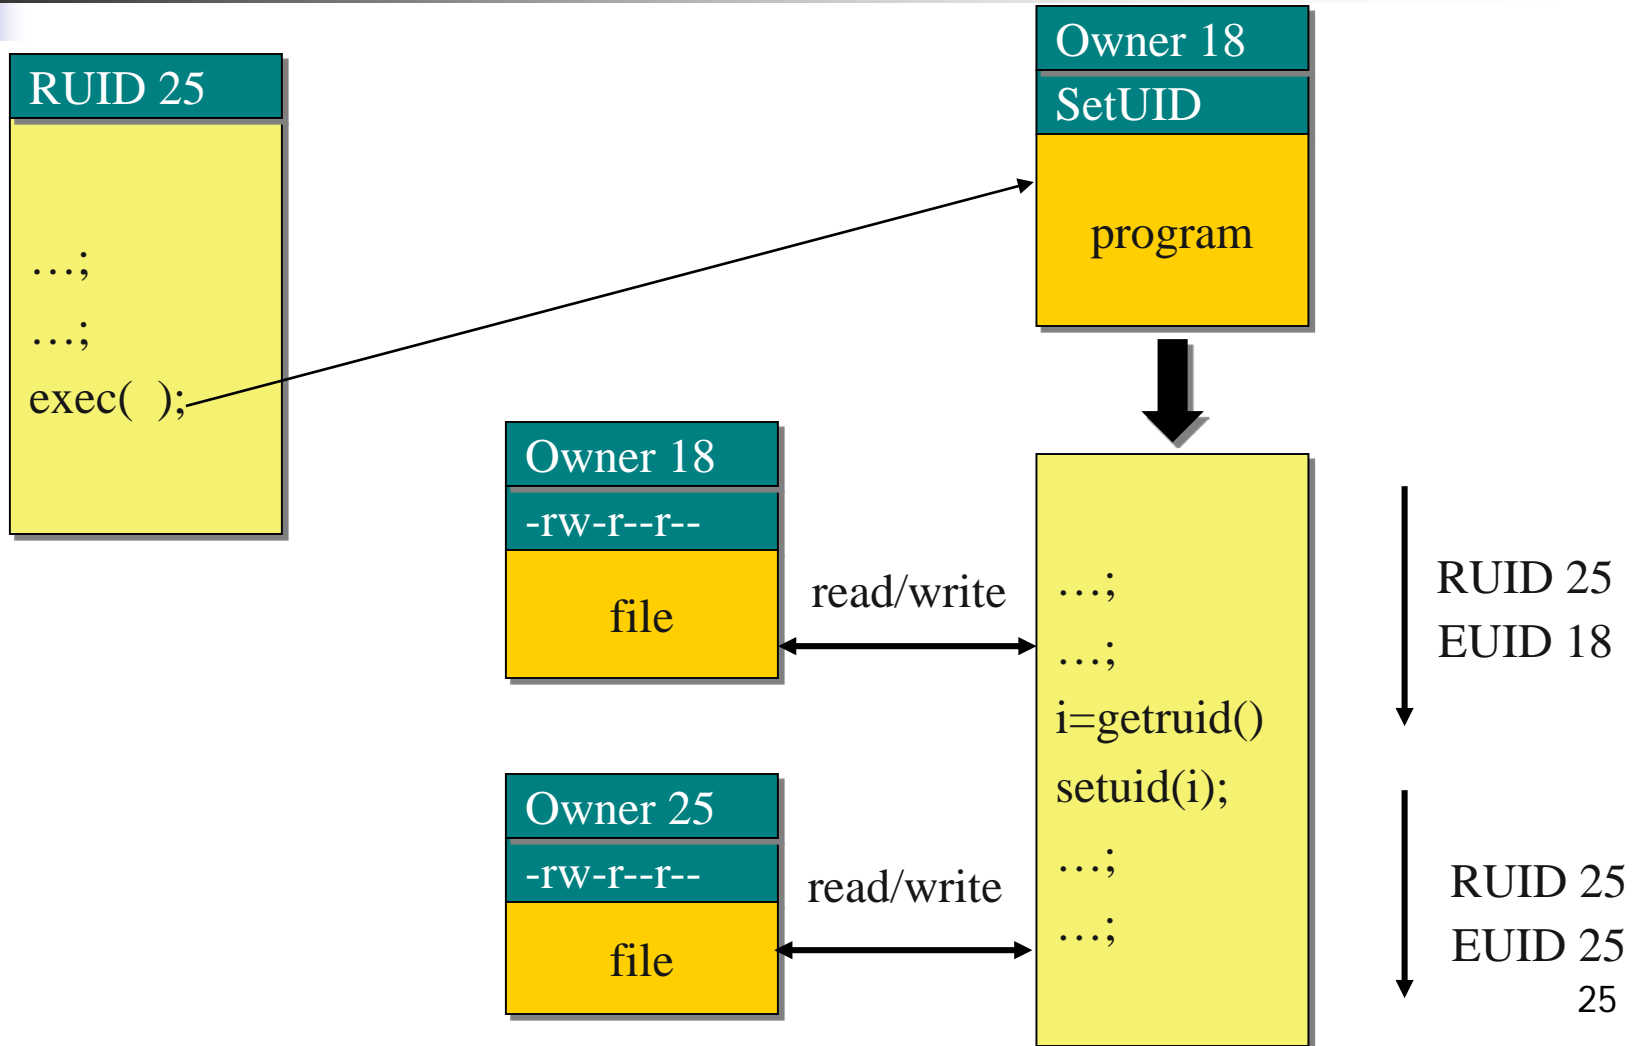 RUID 25
…;
…;
exec(  );
Owner 18
SetUID
program
Owner 18
-rw-r--r--
file
read/write
Owner 25
-rw-r--r--
file
read/write
…;
…;
i=getruid()
setuid(i);
…;
…;
RUID 25
EUID 18
RUID 25
EUID 25
25